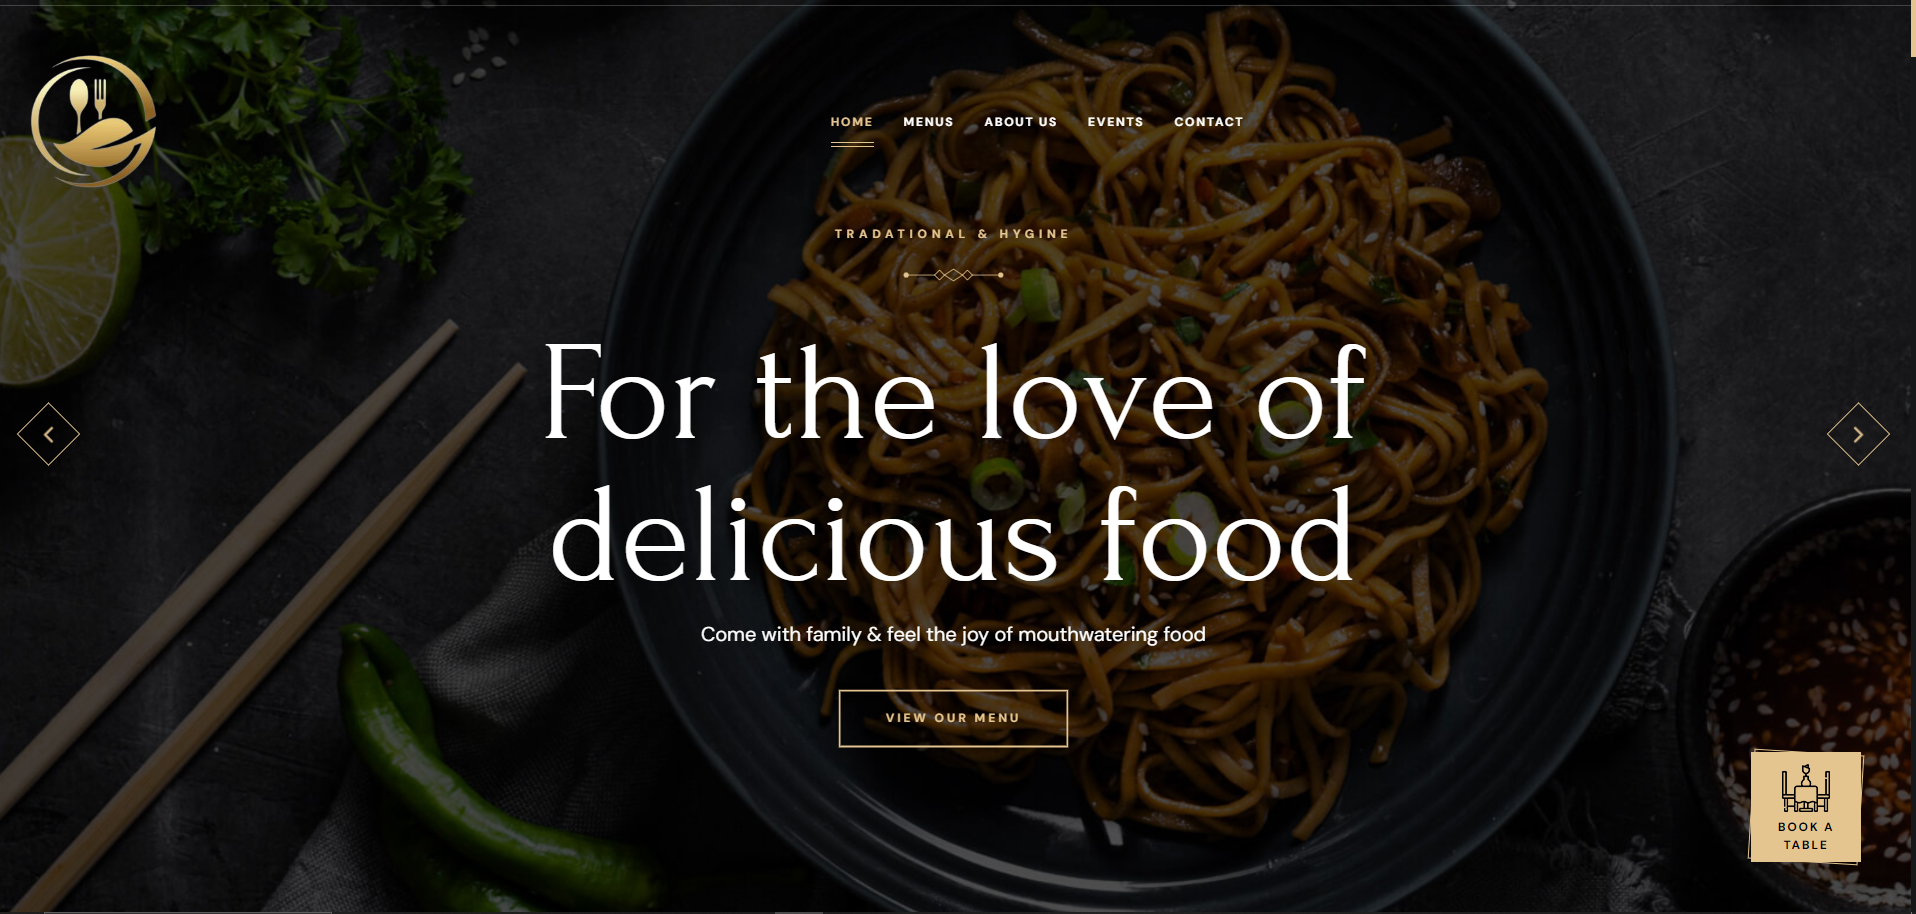 HOME MENUS ABOUT US EVENTS CONTACT
TRADATIONAL & HYGINE
For the love of
delicious food
Come with family & feel the joy of mouthwatering food
VIEW OUR MENU
BOOK A
TABLE